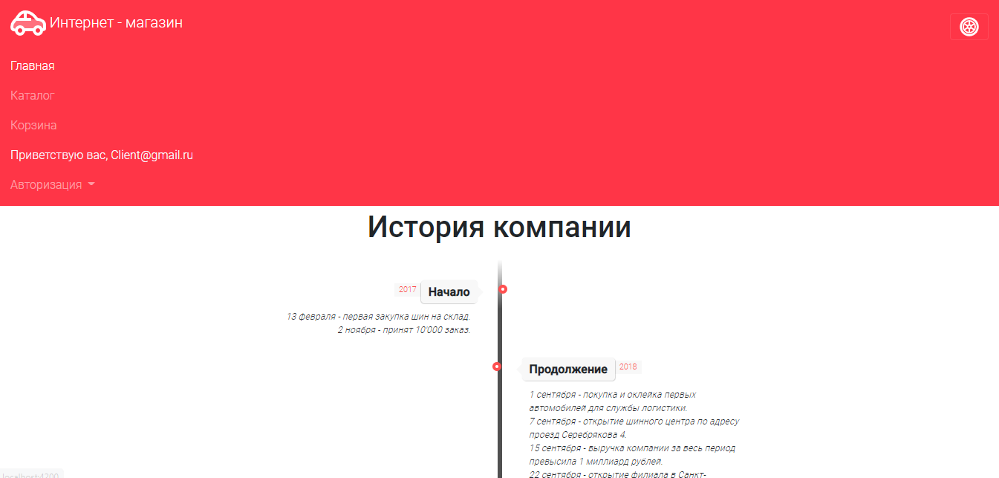 Интернет - магазин
Главная
Каталог
Корзина
Приветствую вас, Client@gmail.ru
Авторизация
История компании
2017 Начало
13 февраля - первая закупка шин на склад.
2 ноября - принят 10'000 заказ.
Продолжение 2018
1 сентября - покупка и оклейка первых
автомобилей для службы логистики.
7 сентября - открытие шинного центра по адресу
проезд Серебрякова 4.
15 сентября - выручка компании за весь период
превысила 1 миллиард рублей.
22 сентября - открытие филиала в Санкт-
localhost:4200